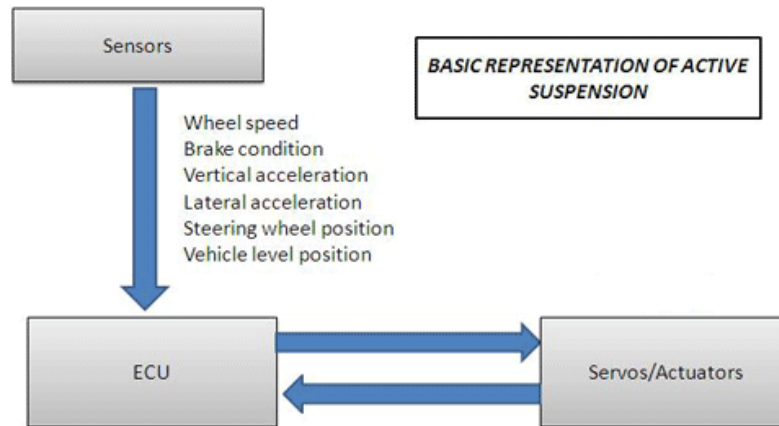 Sensors
BASIC REPRESENTATION OF ACTIVE
SUSPENSION
Wheel speed
Brake condition
Vertical acceleration
Lateral acceleration
Steering wheel position
Vehicle level position
ECU
Servos/Actuators